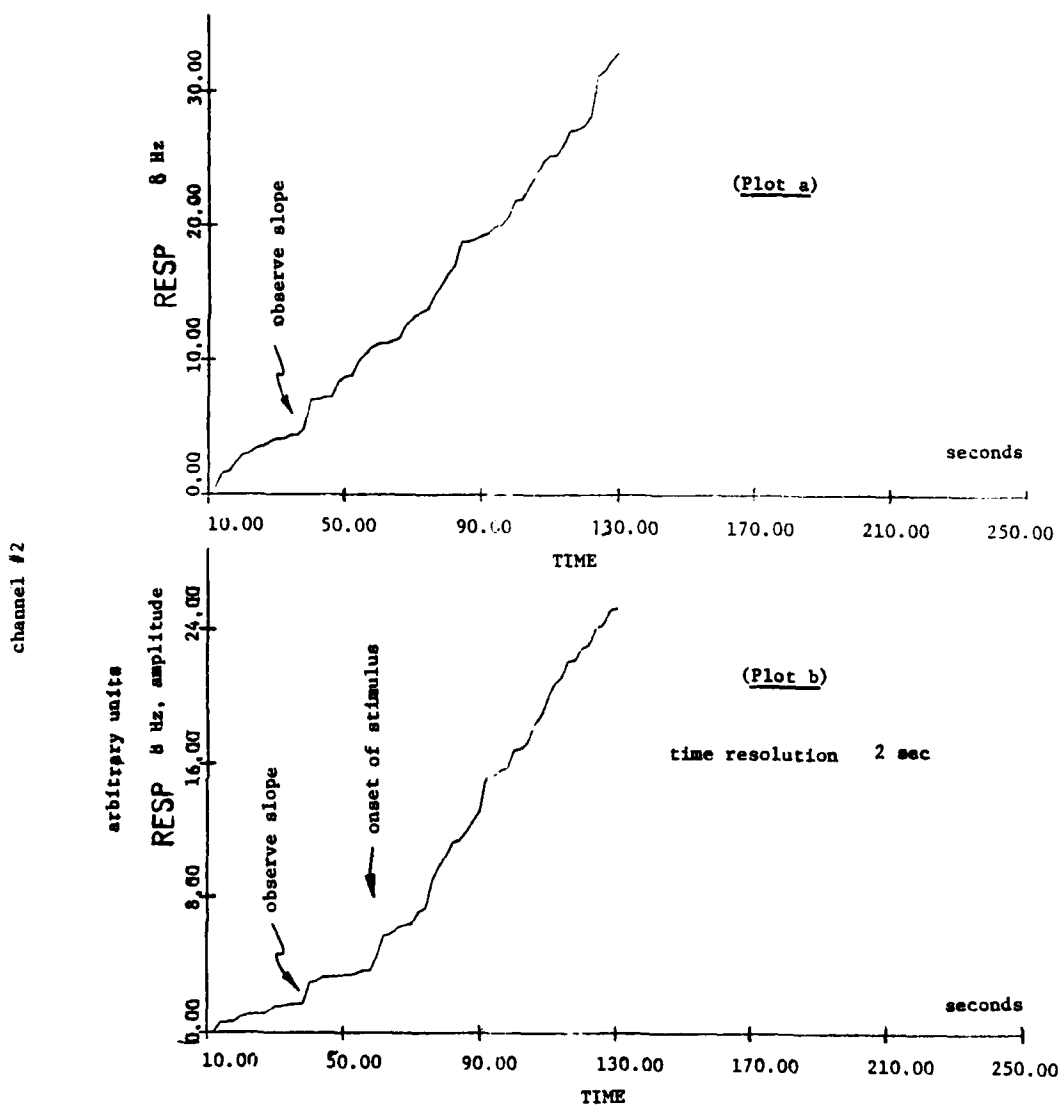 channel #2
RESP 8 Hz
30.00
20.00
10.00
0.00
observe slope
(Plot a)
seconds
10.00 50.00 90.00 130.00 170.00 210.00 250.00
TIME
arbitrary units
RESP 8 Hz, amplitude
24.00
16.00
8.00
0.00
observe slope
onset of stimulus
(Plot b)
time resolution 2 sec
seconds
10.00 50.00 90.00 130.00 170.00 210.00 250.00
TIME